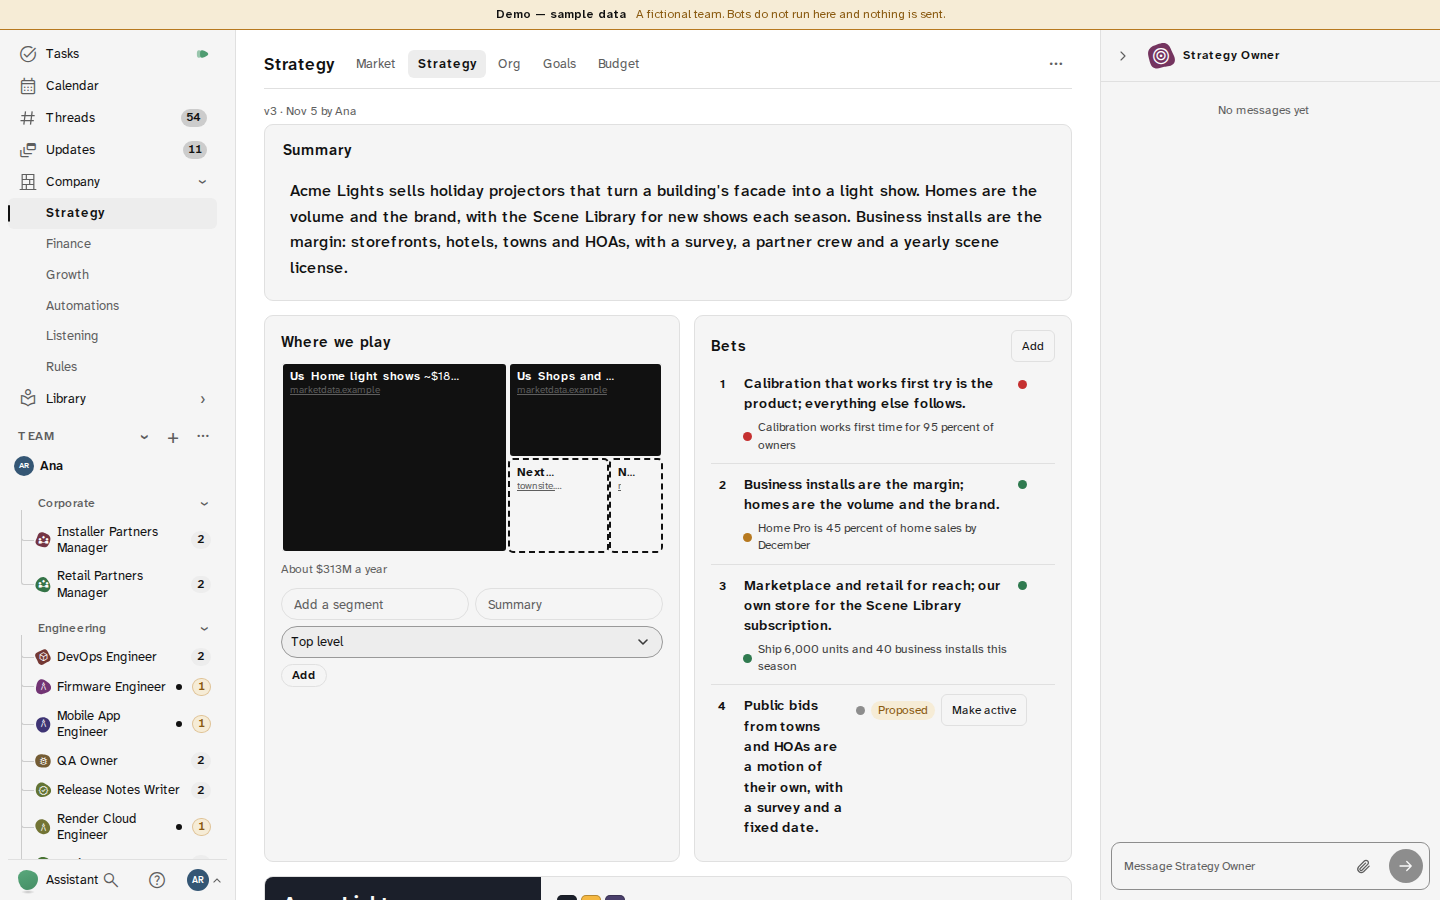 Demo — sample data A fictional team. Bots do not run here and nothing is sent.
Tasks
Calendar
Threads 54
Updates 11
Company
Strategy
Finance
Growth
Automations
Listening
Rules
Library
TEAM
AR Ana
Corporate
Installer Partners Manager 2
Retail Partners Manager 2
Engineering
DevOps Engineer 2
Firmware Engineer 1
Mobile App Engineer 1
QA Owner 2
Release Notes Writer 2
Render Cloud Engineer 1
Assistant
AR
Strategy Market Strategy Org Goals Budget
v3 · Nov 5 by Ana
Summary
Acme Lights sells holiday projectors that turn a building's facade into a light show. Homes are the
volume and the brand, with the Scene Library for new shows each season. Business installs are the
margin: storefronts, hotels, towns and HOAs, with a survey, a partner crew and a yearly scene
license.
Where we play
Us Home light shows ~$18...
marketdata.example
Us Shops and ...
marketdata.example
Next...
townsite....
N...
r
About $313M a year
Add a segment
Summary
Top level
Add
Bets
Add
1 Calibration that works first try is the
product; everything else follows.
Calibration works first time for 95 percent of
owners
2 Business installs are the margin;
homes are the volume and the brand.
Home Pro is 45 percent of home sales by
December
3 Marketplace and retail for reach; our
own store for the Scene Library
subscription.
Ship 6,000 units and 40 business installs this
season
4 Public bids
from towns
and HOAs are
a motion of
their own, with
a survey and a
fixed date.
Proposed
Make active
Strategy Owner
No messages yet
Message Strategy Owner